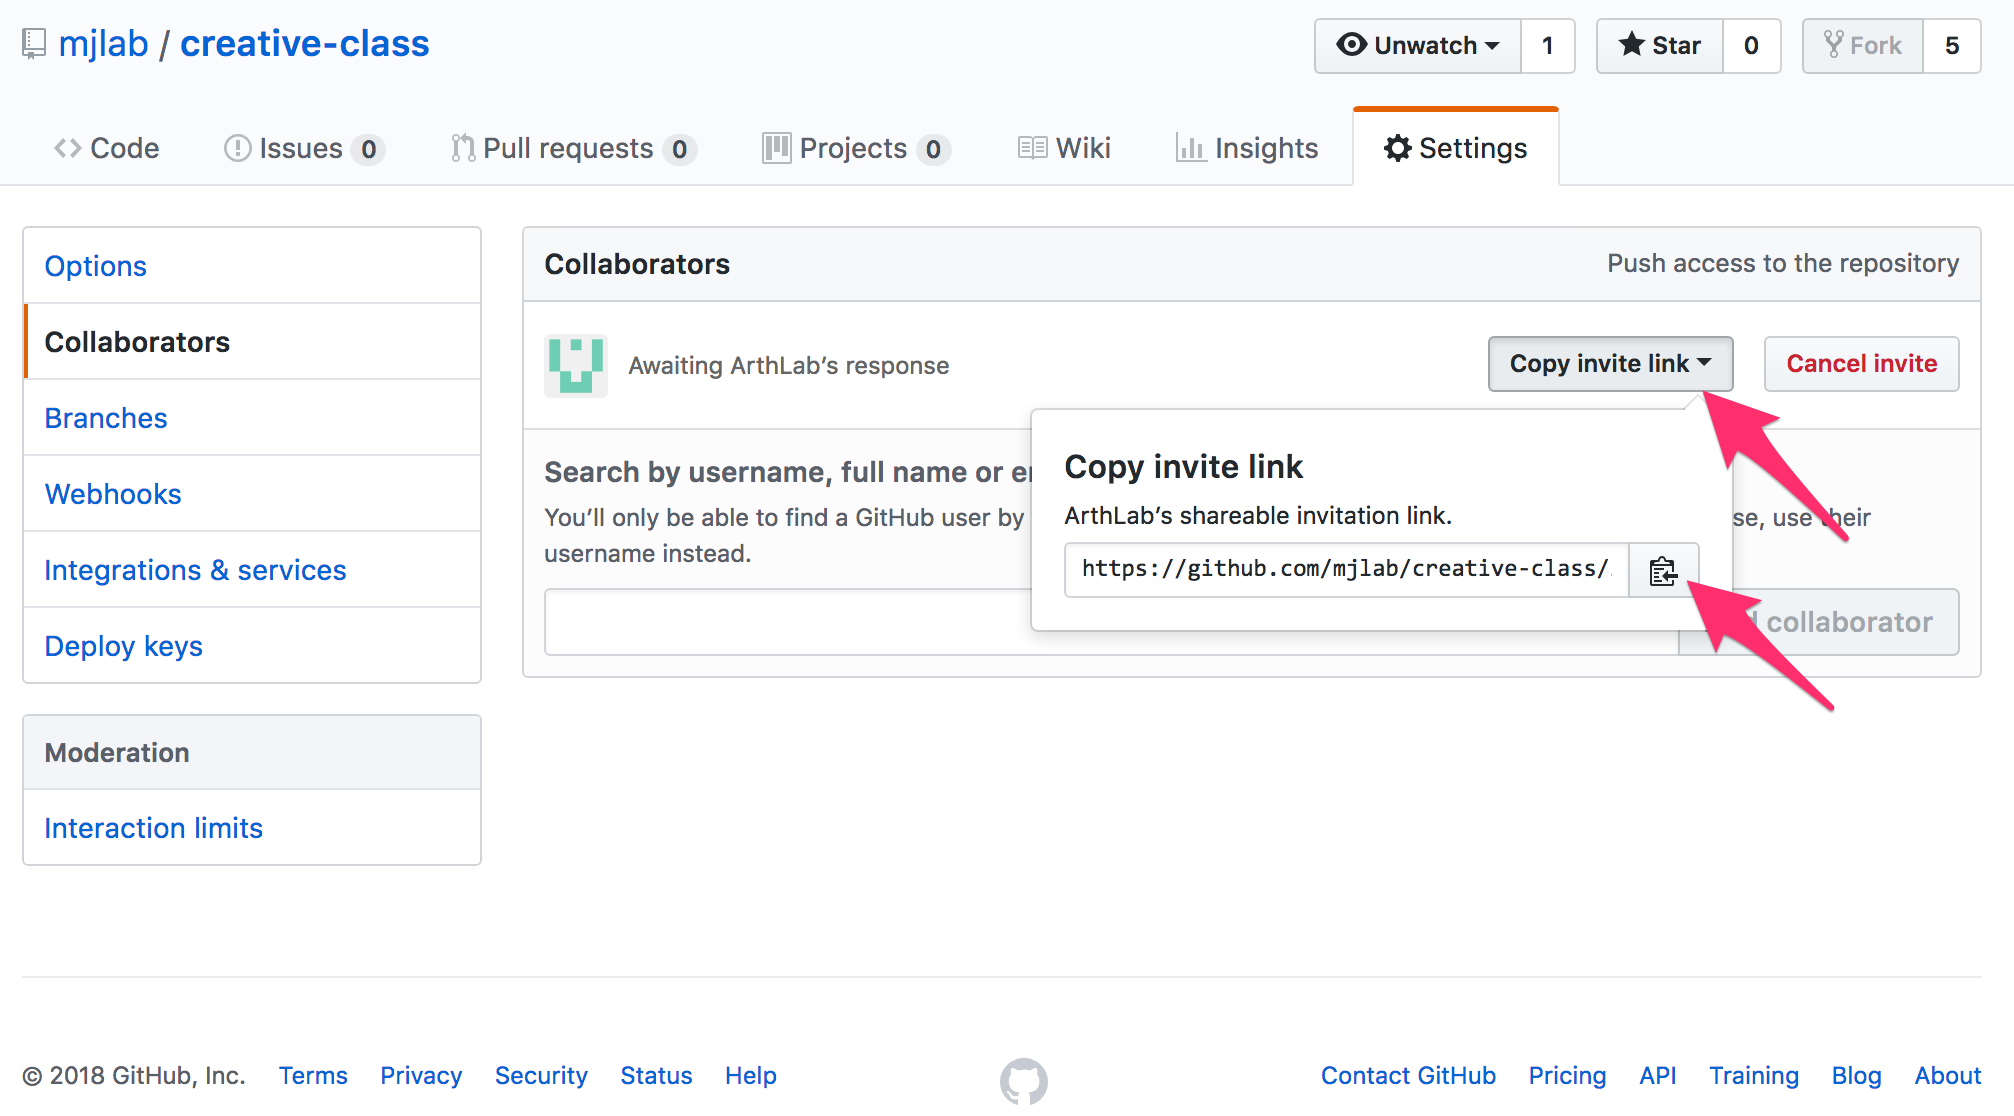 mjlab / creative-class
Unwatch 1 Star 0 Fork 5
Code Issues 0 Pull requests 0 Projects 0 Wiki Insights Settings
Options
Collaborators
Branches
Webhooks
Integrations & services
Deploy keys
Moderation
Interaction limits
Collaborators Push access to the repository
Awaiting ArthLab’s response Copy invite link Cancel invite
Search by username, full name or
You’ll only be able to find a GitHub user by use their
username instead.
Copy invite link
ArthLab’s shareable invitation link.
https://github.com/mjlab/creative-class/
collaborator
© 2018 GitHub, Inc. Terms Privacy Security Status Help Contact GitHub Pricing API Training Blog About